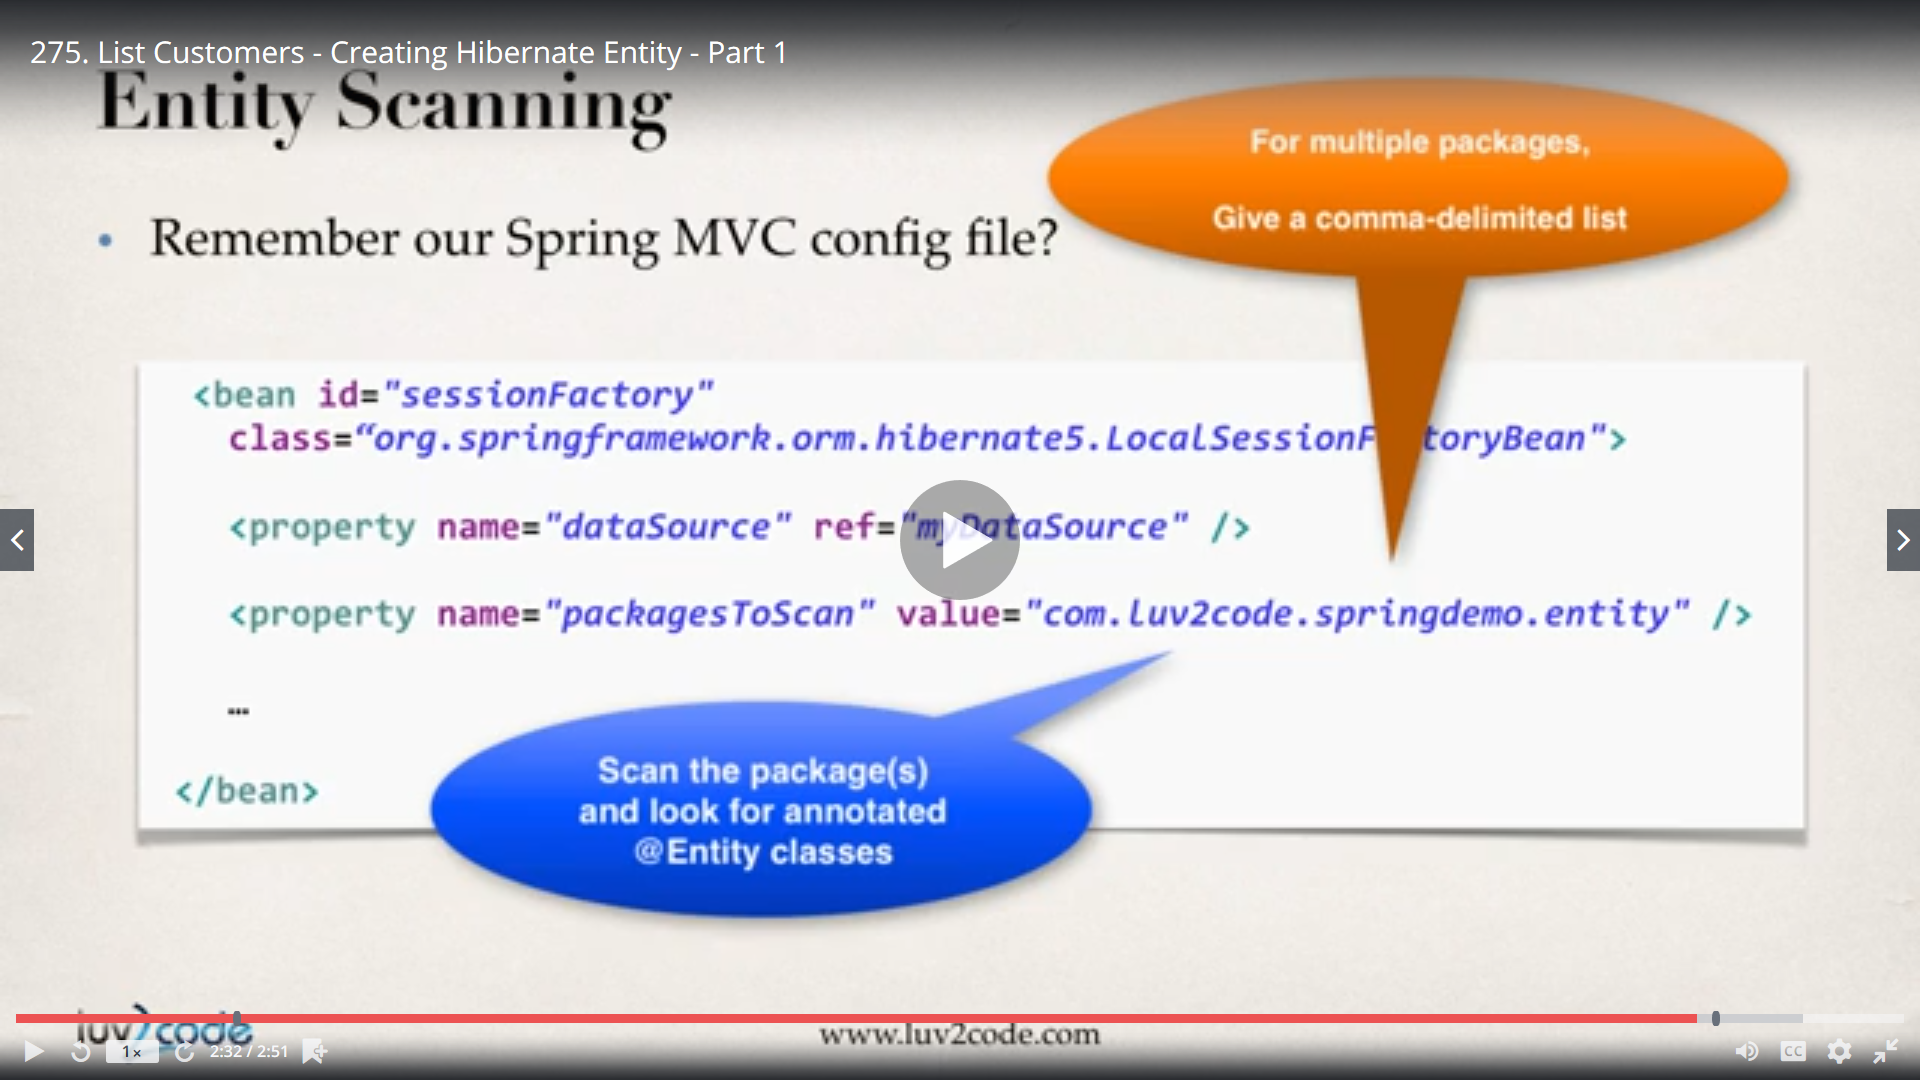 275. List Customers - Creating Hibernate Entity - Part 1
Entity Scanning
For multiple packages,
Give a comma-delimited list
• Remember our Spring MVC config file?
<bean id="sessionFactory"
class=“org.springframework.orm.hibernate5.LocalSessionF toryBean">
<property name="dataSource" ref="myDataSource" />
<property name="packagesToScan" value="com.luv2code.springdemo.entity" />
…
</bean>
Scan the package(s)
and look for annotated
@Entity classes
luv2code
www.luv2code.com
1x
2:32 / 2:51
CC